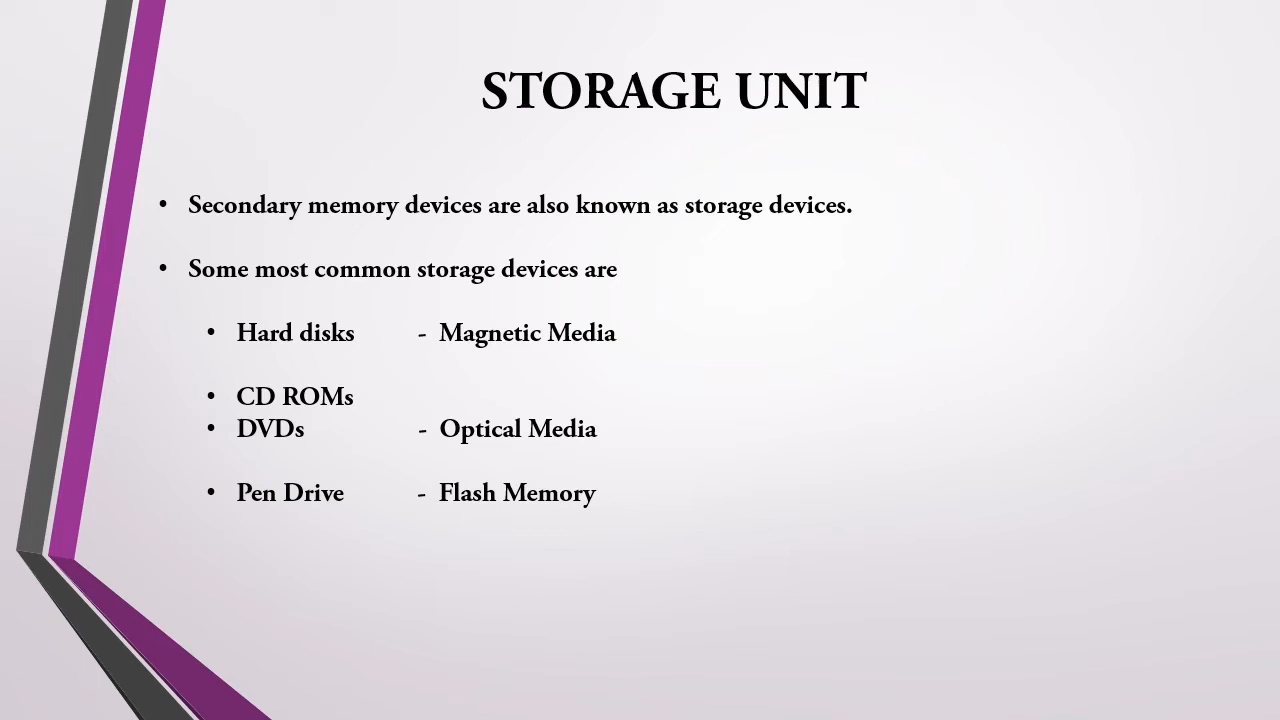 STORAGE UNIT
• Secondary memory devices are also known as storage devices.
• Some most common storage devices are
• Hard disks - Magnetic Media
• CD ROMs
• DVDs - Optical Media
• Pen Drive - Flash Memory